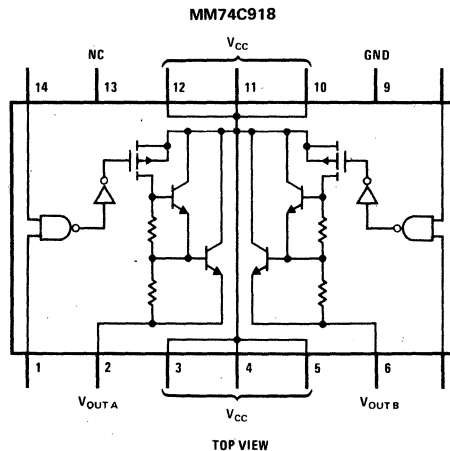 MM74C918
NC
VCC
GND
14
13
12
11
10
9
1
2
3
4
5
6
VOUT A
VCC
VOUT B
TOP VIEW